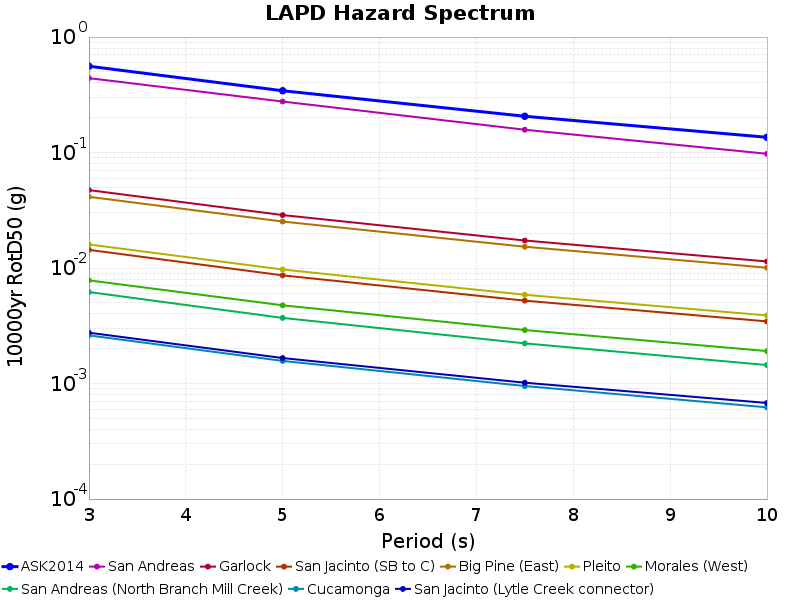 LAPD Hazard Spectrum
10000yr RotD50 (g)
10^0
10^-1
10^-2
10^-3
10^-4
3 4 5 6 7 8 9 10
Period (s)
ASK2014 San Andreas Garlock San Jacinto (SB to C) Big Pine (East) Pleito Morales (West)
San Andreas (North Branch Mill Creek) Cucamonga San Jacinto (Lytle Creek connector)